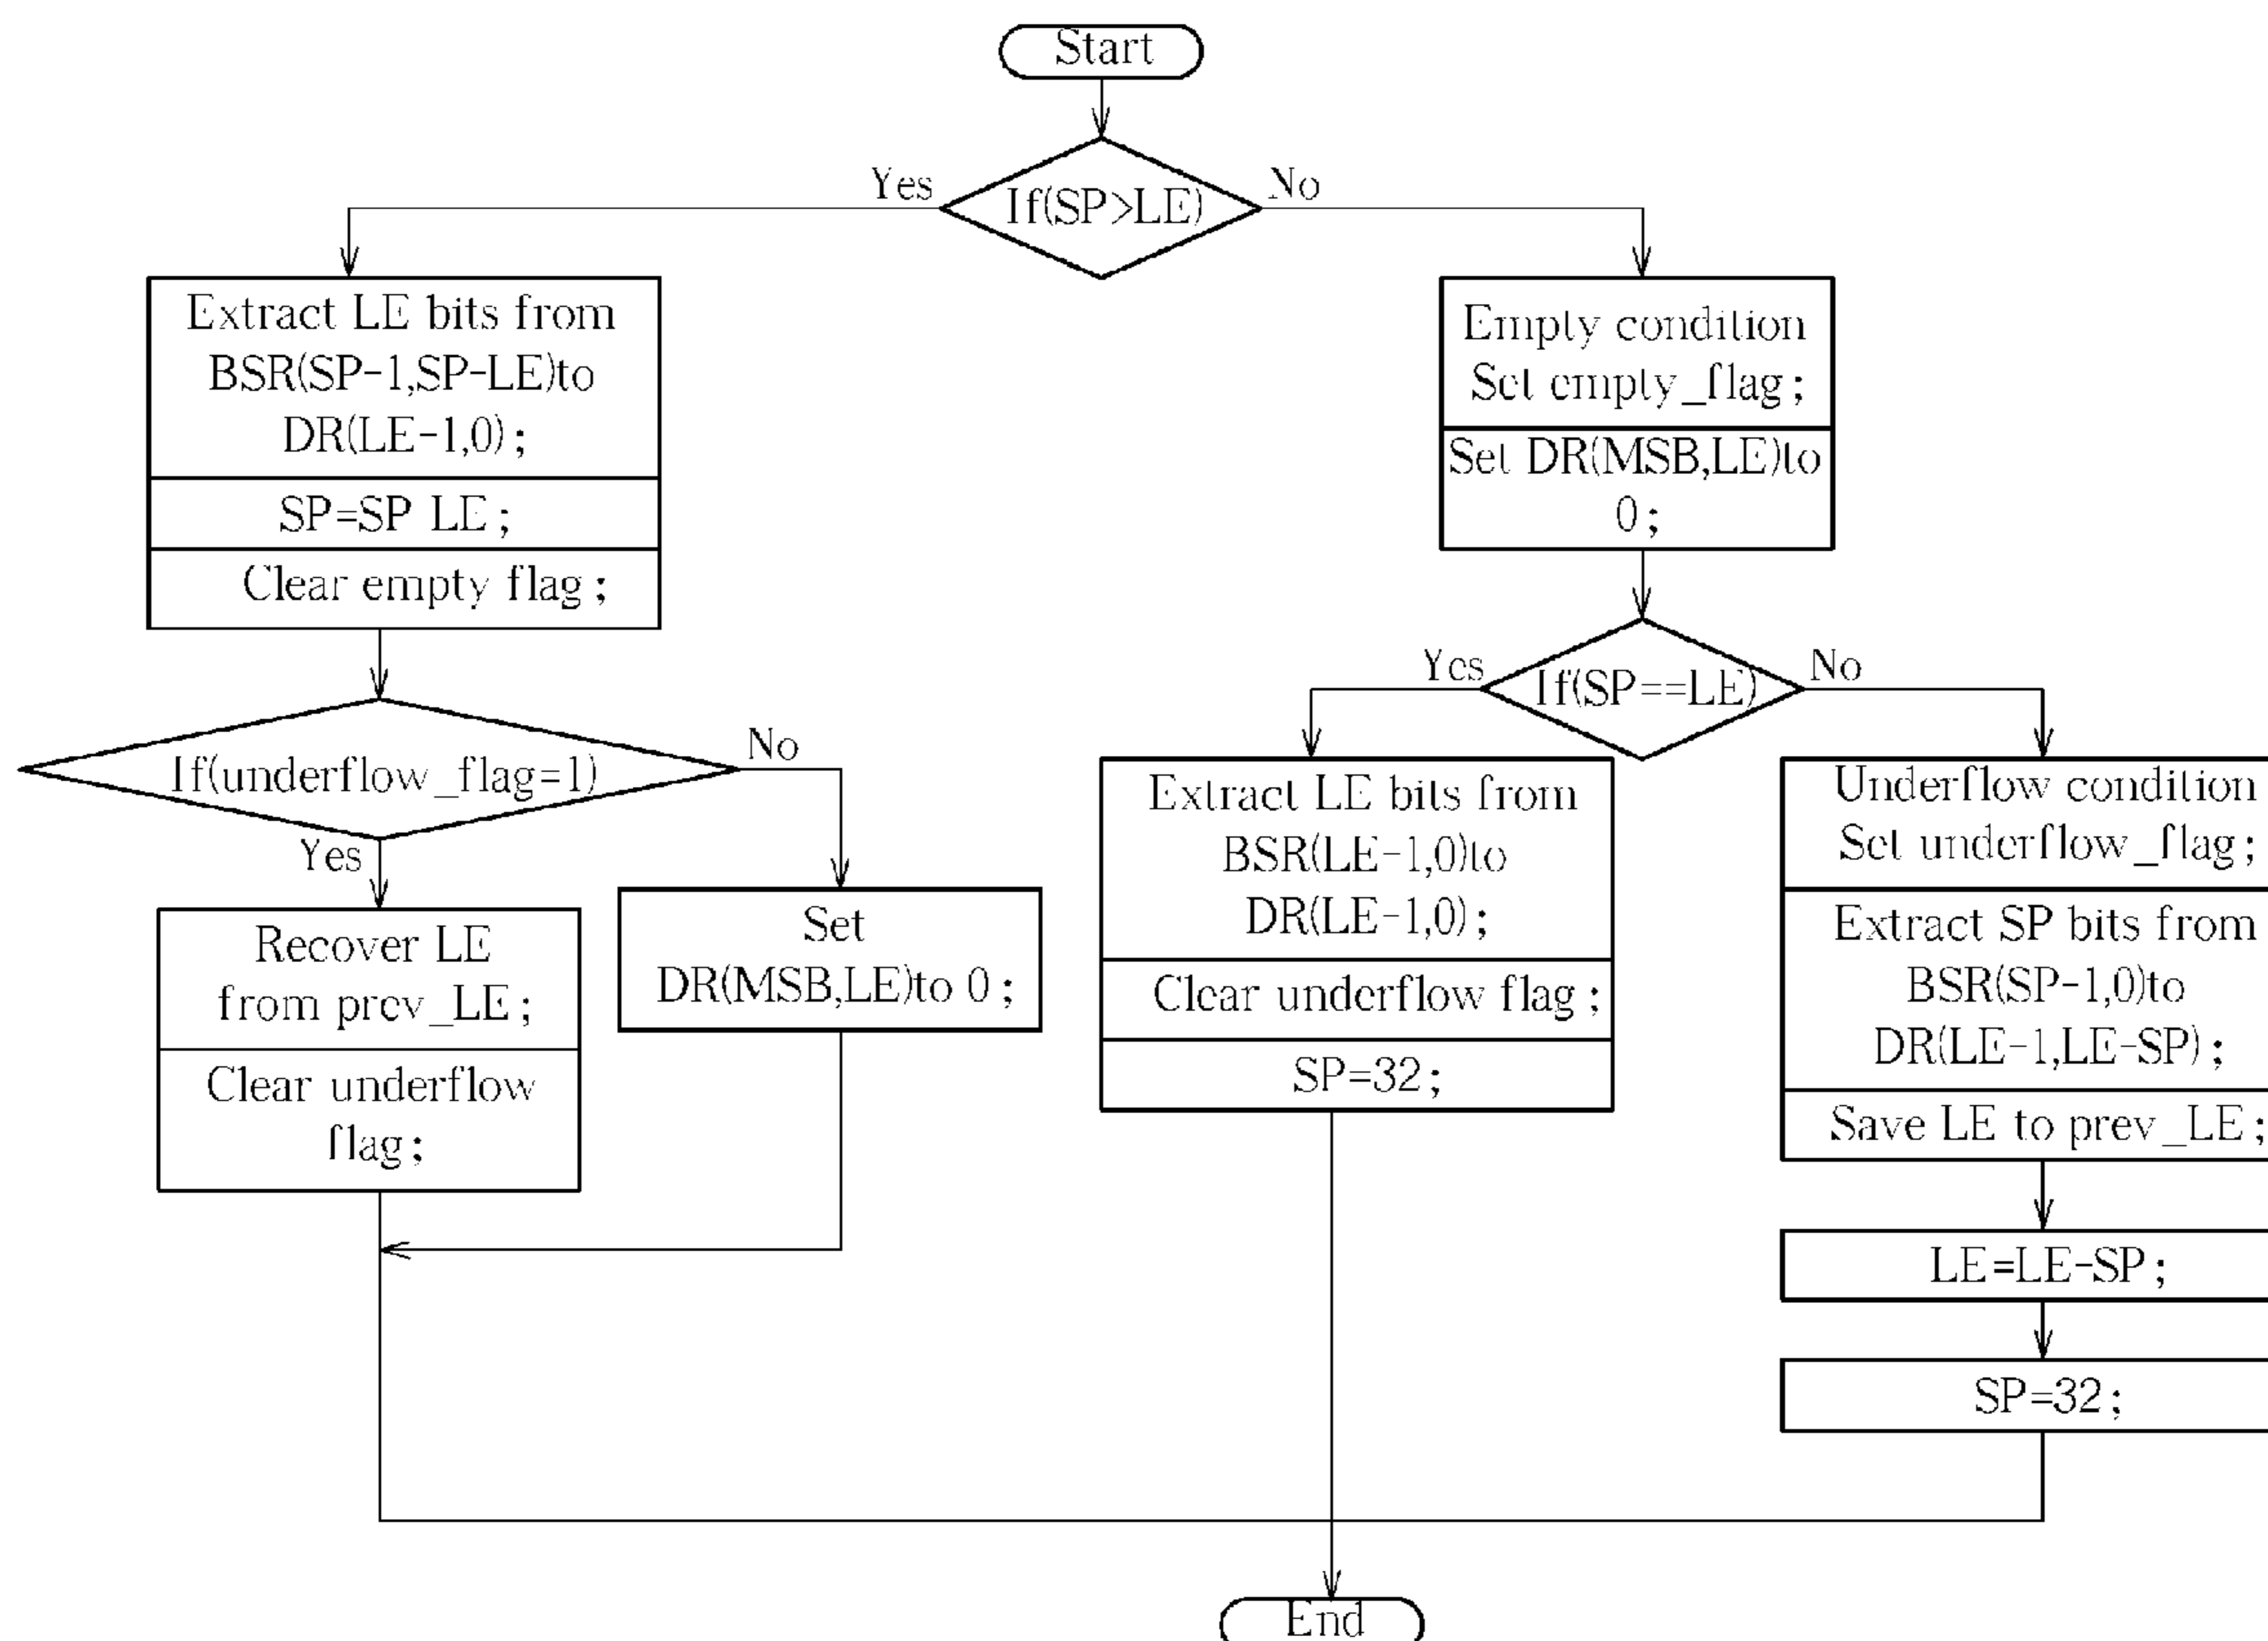 Start
Yes
If(SP>LE)
No
Extract LE bits from
BSR(SP-1,SP-LE)to
DR(LE-1,0);
SP=SP LE;
Clear empty flag;
Empty condition
Set empty_flag;
Set DR(MSB,LE)to
0;
Yes
If(SP==LE)
No
If(underflow_flag=1)
No
Yes
Recover LE
from prev_LE;
Clear underflow
flag;
Set
DR(MSB,LE)to 0;
Extract LE bits from
BSR(LE-1,0)to
DR(LE-1,0);
Clear underflow flag;
SP=32;
Underflow condition
Set underflow_flag;
Extract SP bits from
BSR(SP-1,0)to
DR(LE-1,LE-SP);
Save LE to prev_LE;
LE=LE-SP;
SP=32;
End